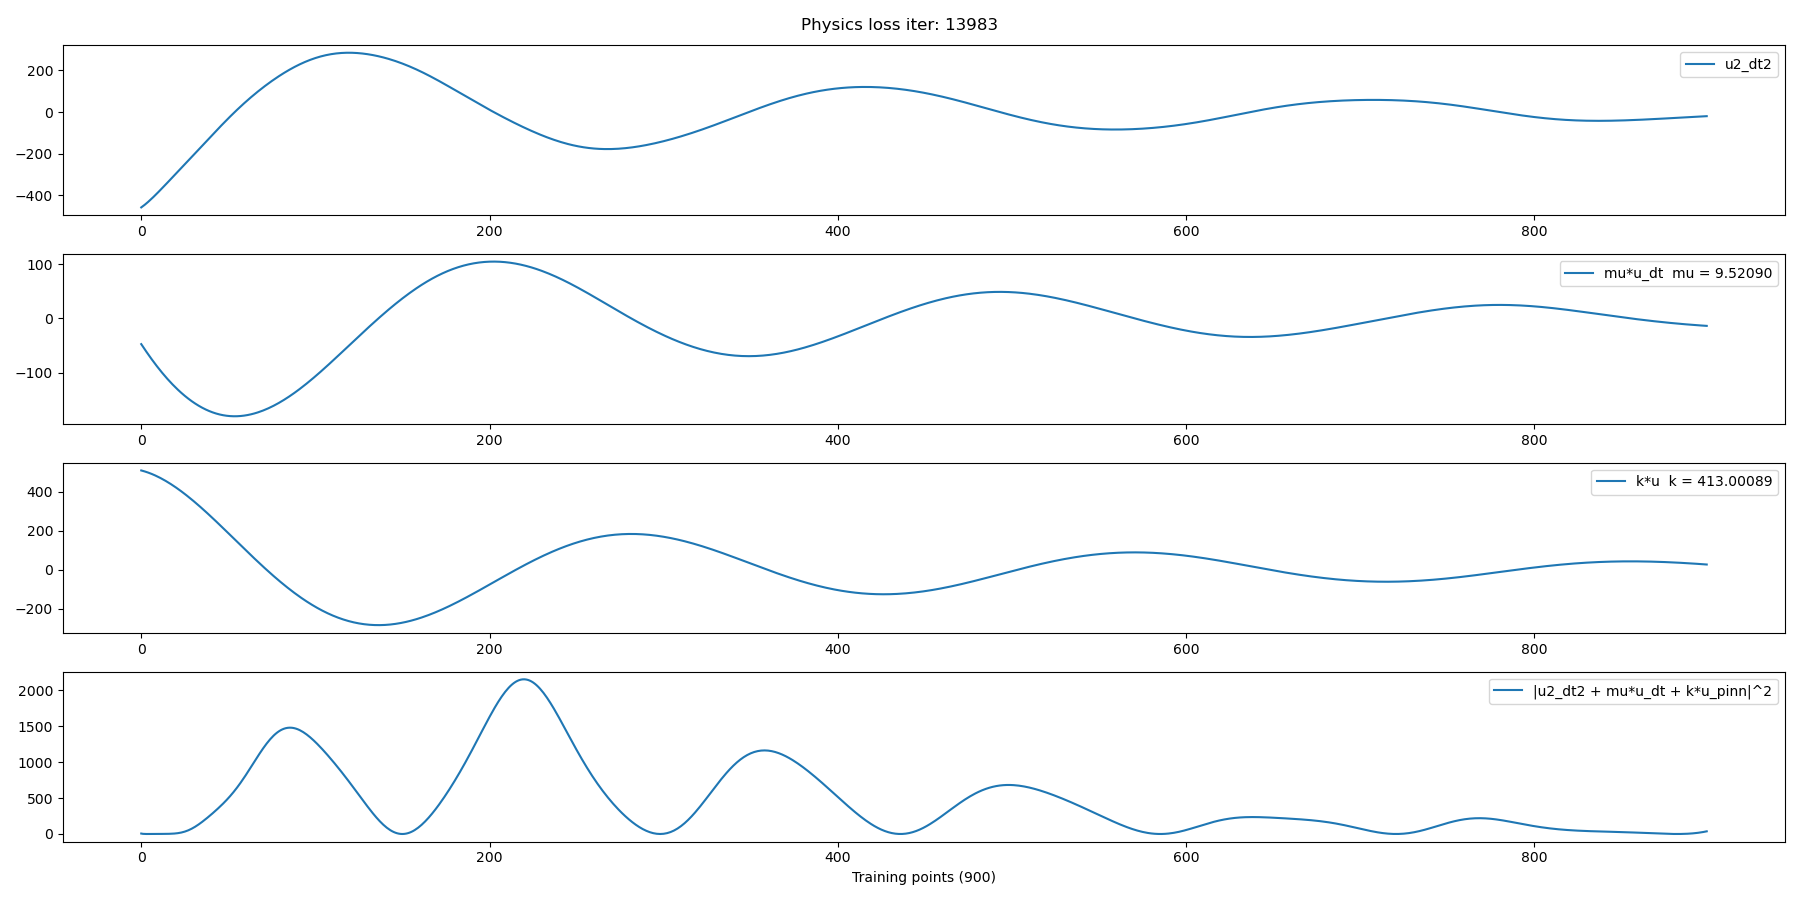 Physics loss iter: 13983
u2_dt2
200
0
−200
−400
0 200 400 600 800
mu*u_dt  mu = 9.52090
100
0
−100
0 200 400 600 800
k*u  k = 413.00089
400
200
0
−200
0 200 400 600 800
|u2_dt2 + mu*u_dt + k*u_pinn|^2
2000
1500
1000
500
0
0 200 400 600 800
Training points (900)